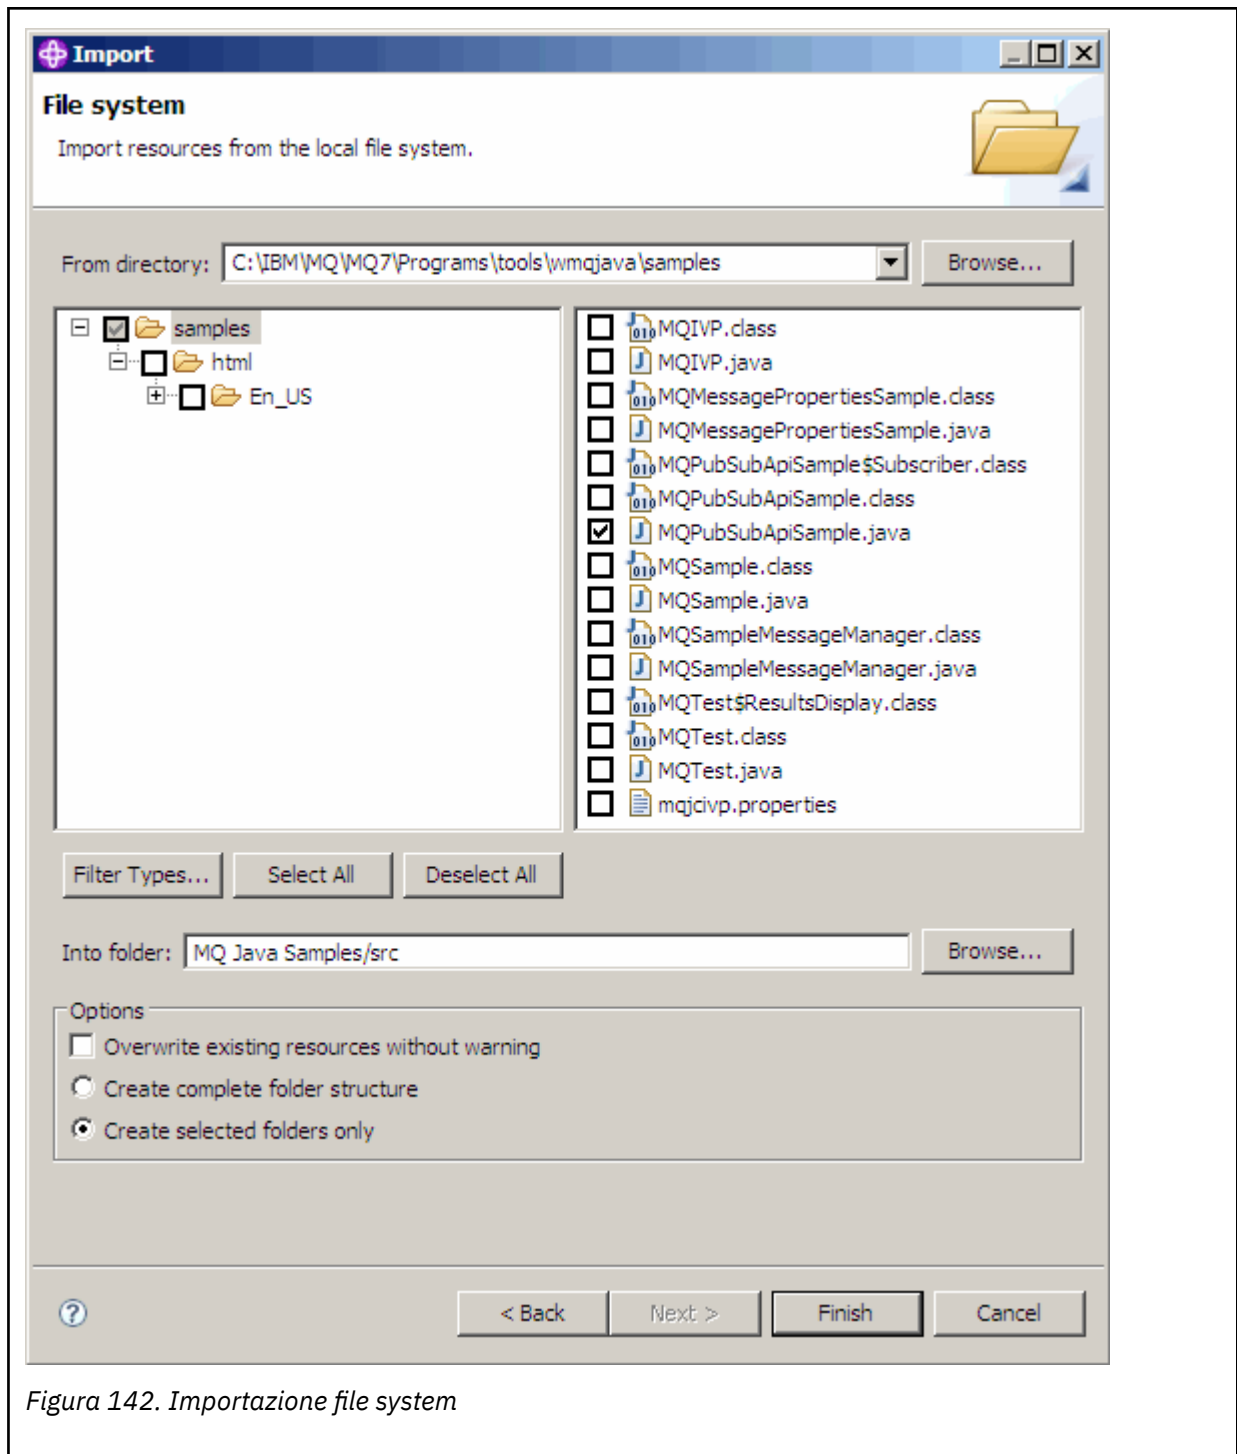 Import
File system
Import resources from the local file system.
From directory: C:\IBM\MQ\MQ7\Programs\tools\wmqjava\samples Browse...
samples
html
En_US
MQIVP.class
MQIVP.java
MQMessagePropertiesSample.class
MQMessagePropertiesSample.java
MQPubSubApiSample$Subscriber.class
MQPubSubApiSample.class
MQPubSubApiSample.java
MQSample.class
MQSample.java
MQSampleMessageManager.class
MQSampleMessageManager.java
MQTest$ResultsDisplay.class
MQTest.class
MQTest.java
mqjcivp.properties
Filter Types... Select All Deselect All
Into folder: MQ Java Samples/src Browse...
Options
Overwrite existing resources without warning
Create complete folder structure
Create selected folders only
< Back Next > Finish Cancel
Figura 142. Importazione file system